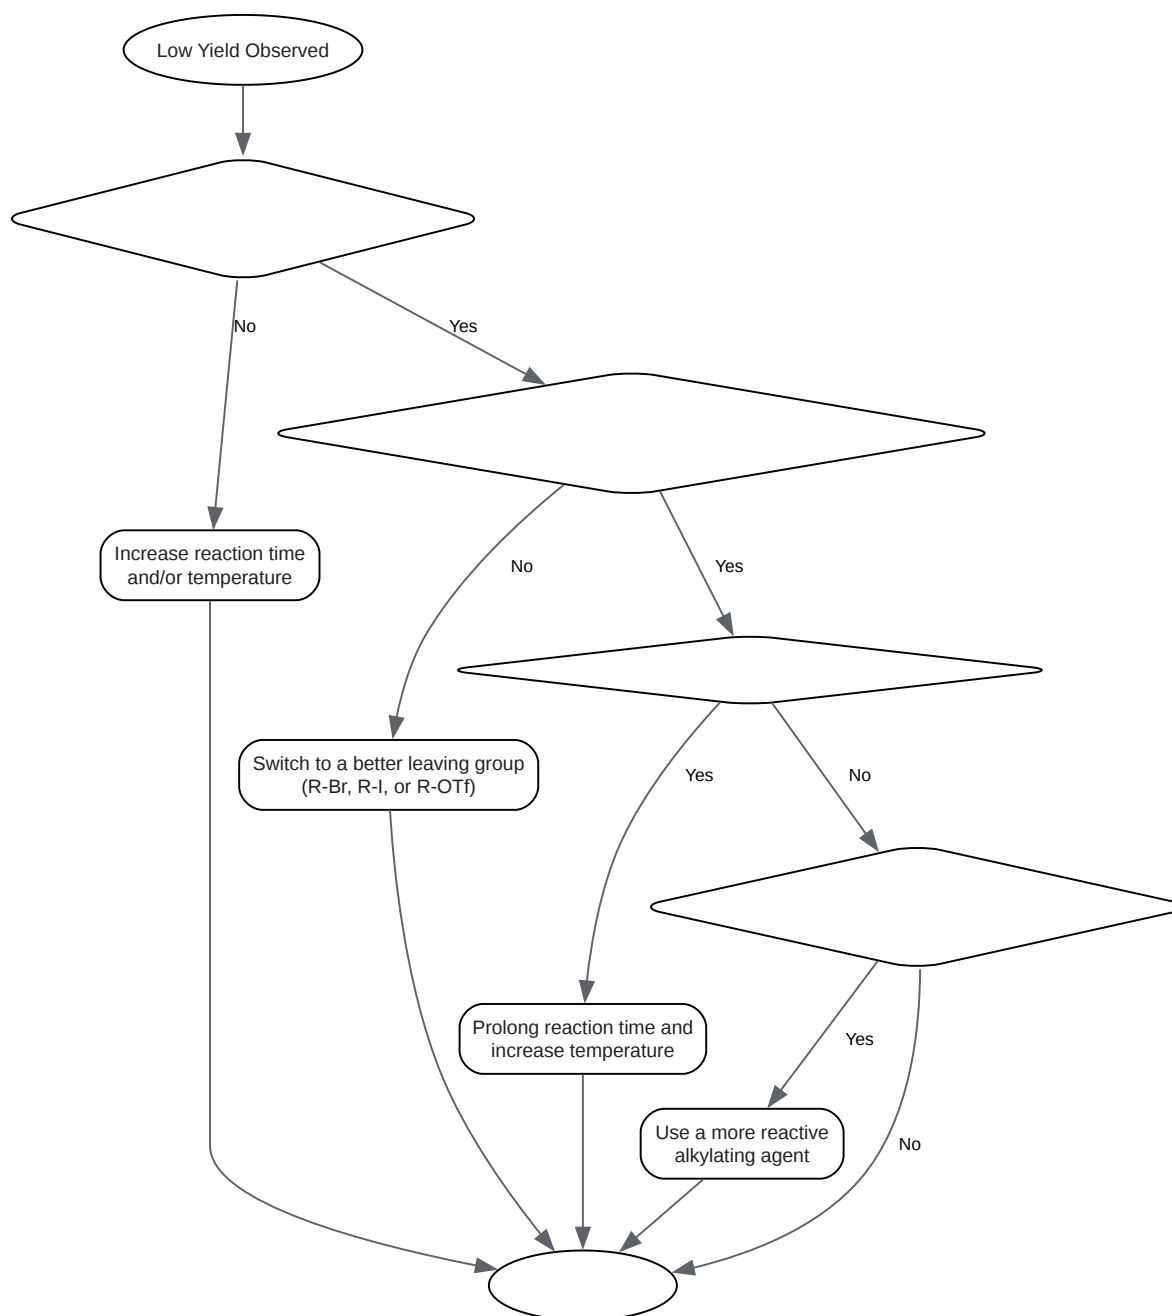 Low Yield Observed
No
Yes
Increase reaction time
and/or temperature
No
Yes
Switch to a better leaving group
(R-Br, R-I, or R-OTf)
Yes
No
Prolong reaction time and
increase temperature
Yes
Use a more reactive
alkylating agent
No